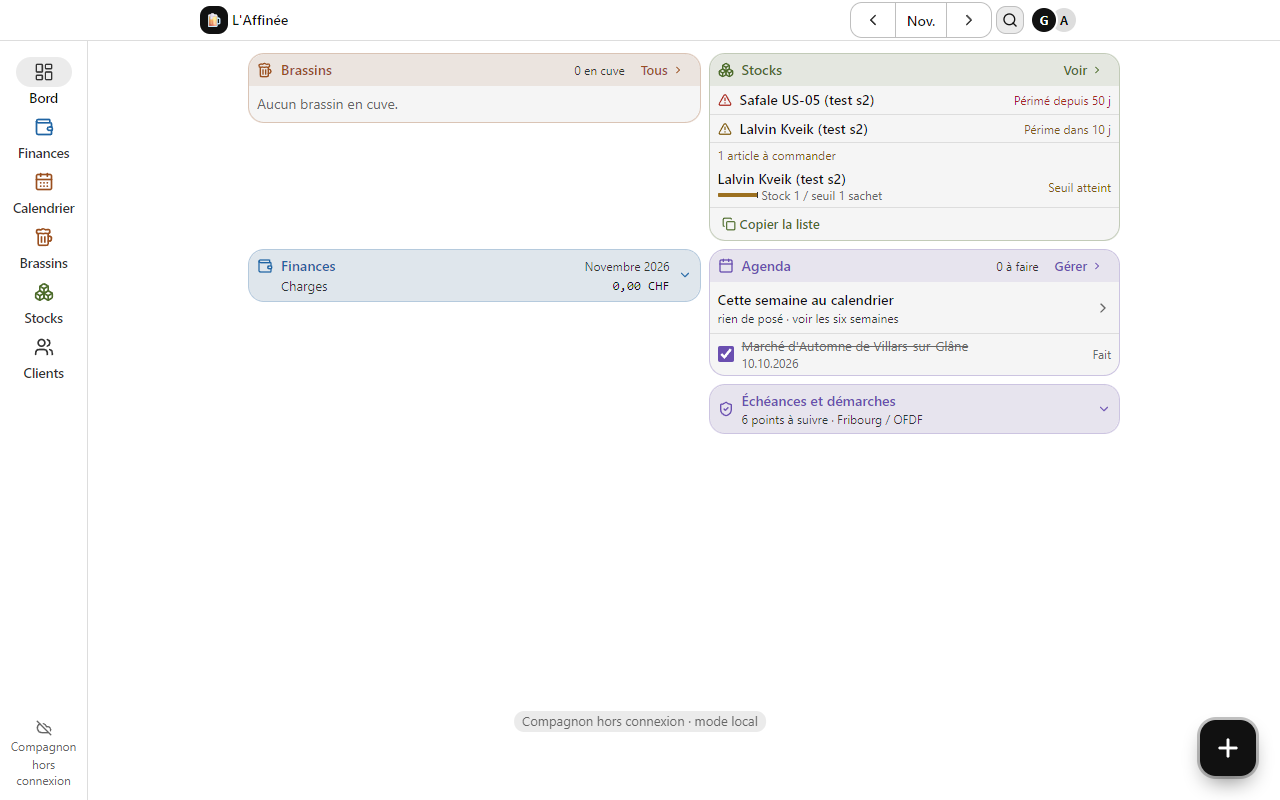 L'Affinée
Nov.
G
A
Bord
Finances
Calendrier
Brassins
Stocks
Clients
Compagnon
hors
connexion
Brassins
0 en cuve
Tous
Aucun brassin en cuve.
Stocks
Voir
Safale US-05 (test s2)
Périmé depuis 50 j
Lalvin Kveik (test s2)
Périme dans 10 j
1 article à commander
Lalvin Kveik (test s2)
Stock 1 / seuil 1 sachet
Seuil atteint
Copier la liste
Finances
Novembre 2026
Charges
0,00 CHF
Agenda
0 à faire
Gérer
Cette semaine au calendrier
rien de posé · voir les six semaines
Marché d'Automne de Villars-sur-Glâne
10.10.2026
Fait
Échéances et démarches
6 points à suivre · Fribourg / OFDF
Compagnon hors connexion · mode local